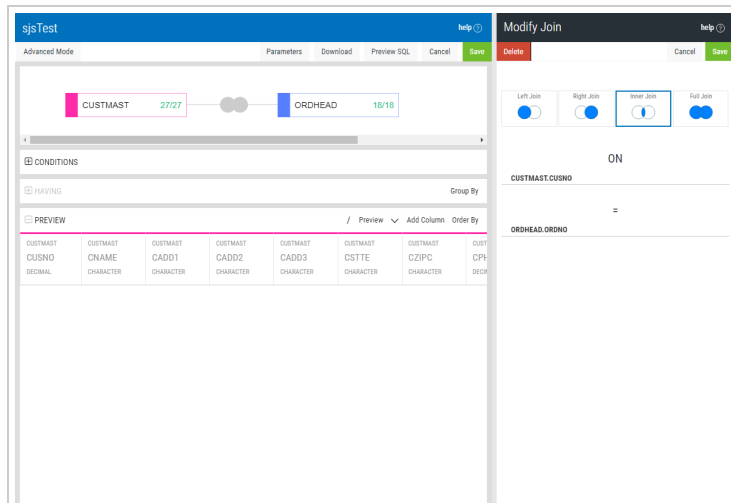 sjsTest
help
Advanced Mode
Parameters
Download
Preview SQL
Cancel
Save
CUSTMAST
27/27
ORDHEAD
18/18
CONDITIONS
HAVING
Group By
PREVIEW
/ Preview
Add Column
Order By
CUSTMAST CUSTMAST CUSTMAST CUSTMAST CUSTMAST CUSTMAST CUSTMAST CUST
CUSNO CNAME CADD1 CADD2 CADD3 CSTTE CZIPC CPH
DECIMAL CHARACTER CHARACTER CHARACTER CHARACTER CHARACTER CHARACTER DECI
Modify Join
help
Delete
Cancel
Save
Left Join
Right Join
Inner Join
Full Join
ON
CUSTMAST.CUSNO
=
ORDHEAD.ORDNO